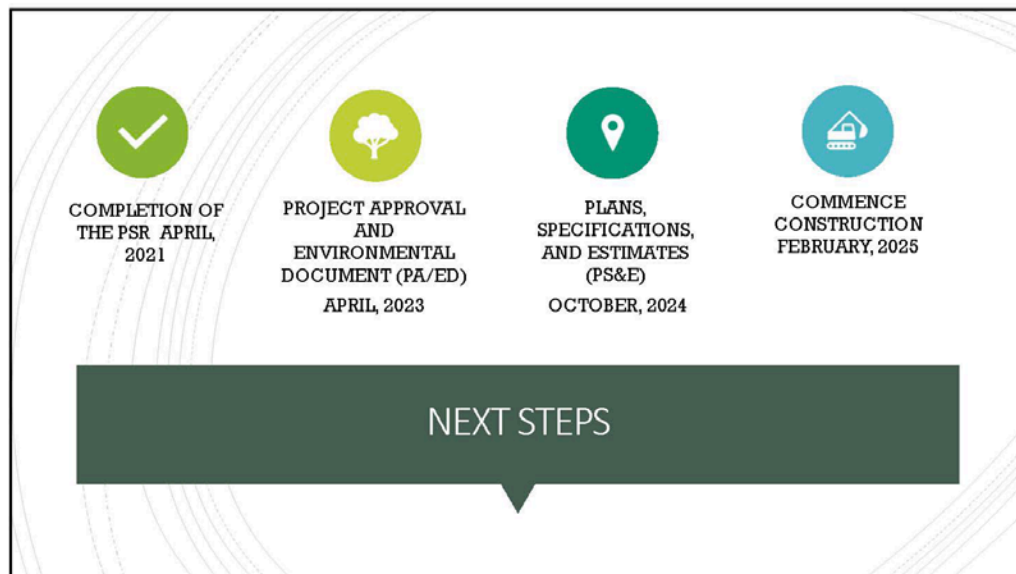 COMPLETION OF
THE PSR APRIL,
2021
PROJECT APPROVAL
AND
ENVIRONMENTAL
DOCUMENT (PA/ED)
APRIL, 2023
PLANS,
SPECIFICATIONS,
AND ESTIMATES
(PS&E)
OCTOBER, 2024
COMMENCE
CONSTRUCTION
FEBRUARY, 2025
NEXT STEPS